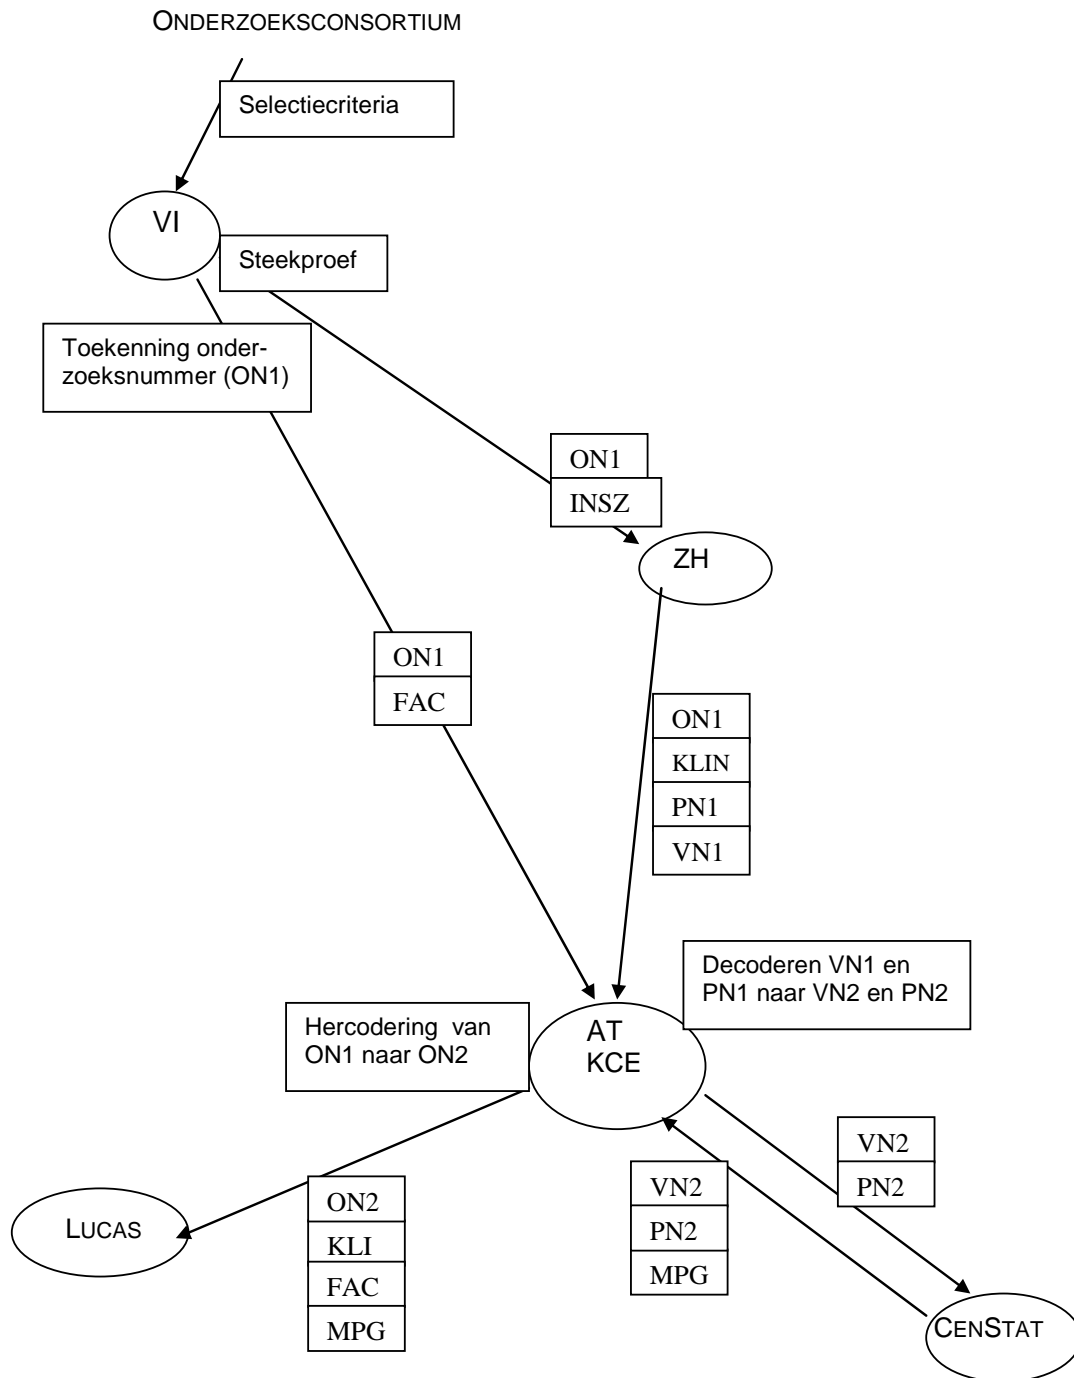 ONDERZOEKSCONSORTIUM
Selectiecriteria
VI
Steekproef
Toekenning onder-
zoeksnummer (ON1)
ON1
INSZ
ZH
ON1
FAC
ON1
KLIN
PN1
VN1
Decoderen VN1 en
PN1 naar VN2 en PN2
Hercodering van
ON1 naar ON2
AT
KCE
VN2
PN2
VN2
PN2
MPG
ON2
KLI
FAC
MPG
LUCAS
CENSTAT